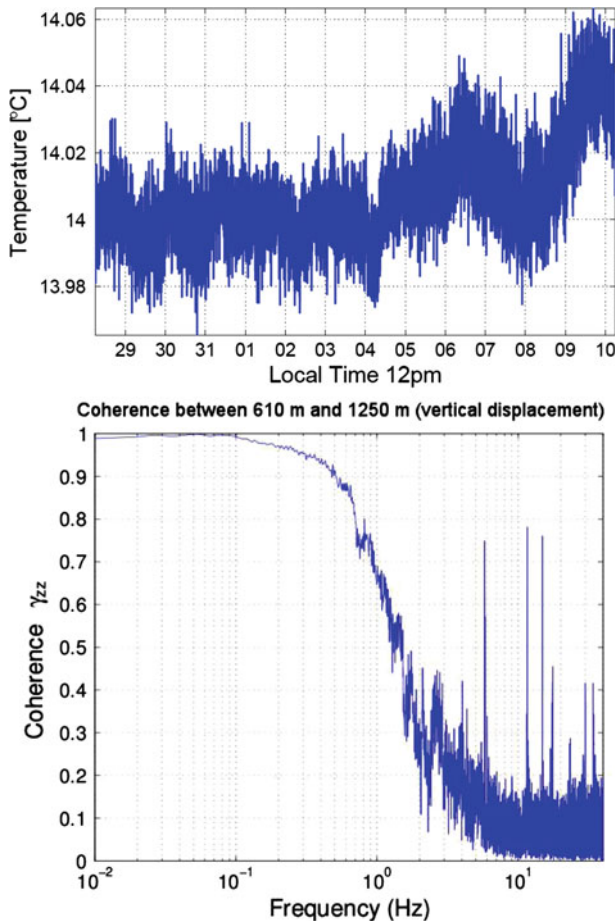 14.06
14.04
14.02
14
13.98
Temperature [°C]
29 30 31 01 02 03 04 05 06 07 08 09 10
Local Time 12pm
Coherence between 610 m and 1250 m (vertical displacement)
1
0.9
0.8
0.7
0.6
0.5
0.4
0.3
0.2
0.1
0
Coherence γzz
10⁻² 10⁻¹ 10⁰ 10¹
Frequency (Hz)